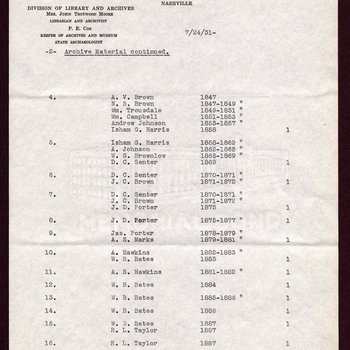 NASHVILLE
DIVISION OF LIBRARY AND ARCHIVES
MRS. JOHN TROTWOOD MOORE
LIBRARIAN AND ARCHIVIST
P. E. COX
KEEPER OF ARCHIVES AND MUSEUM
STATE ARCHAEOLOGIST
7/24/31-
-2- Archive Material continued.
4. A. V. Brown 1847
N. S. Brown 1847-1849 "
Wm. Trousdale 1849-1851 "
Wm. Campbell 1851-1853 "
Andrew Johnson 1853-1857 "
Isham G. Harris 1858 1
5. Isham G. Harris 1858-1862 "
A. Johnson 1862-1865 "
W. G. Brownlow 1865-1869 "
D. C. Senter 1869 1
6. D. C. Senter 1870-1871 "
J. C. Brown 1871-1872 " 1
7. D. C. Senter 1870-1871 "
J. C. Brown 1871-1872 "
J. D. Porter 1875 1
8. J. D. Porter 1875-1877 " 1
9. Jas. Porter 1878-1879 "
A. S. Marks 1879-1881 " 1
10. A. Hawkins 1882-1883 "
W. B. Bates 1883 1
11. A. S. Hawkins 1881-1882 " 1
12. W. B. Bates 1884 1
13. W. B. Bates 1885-1886 " 1
14. W. B. Bates 1887 1
15. W. B. Bates 1887
R. L. Taylor 1887 1
16. R. L. Taylor 1887 1